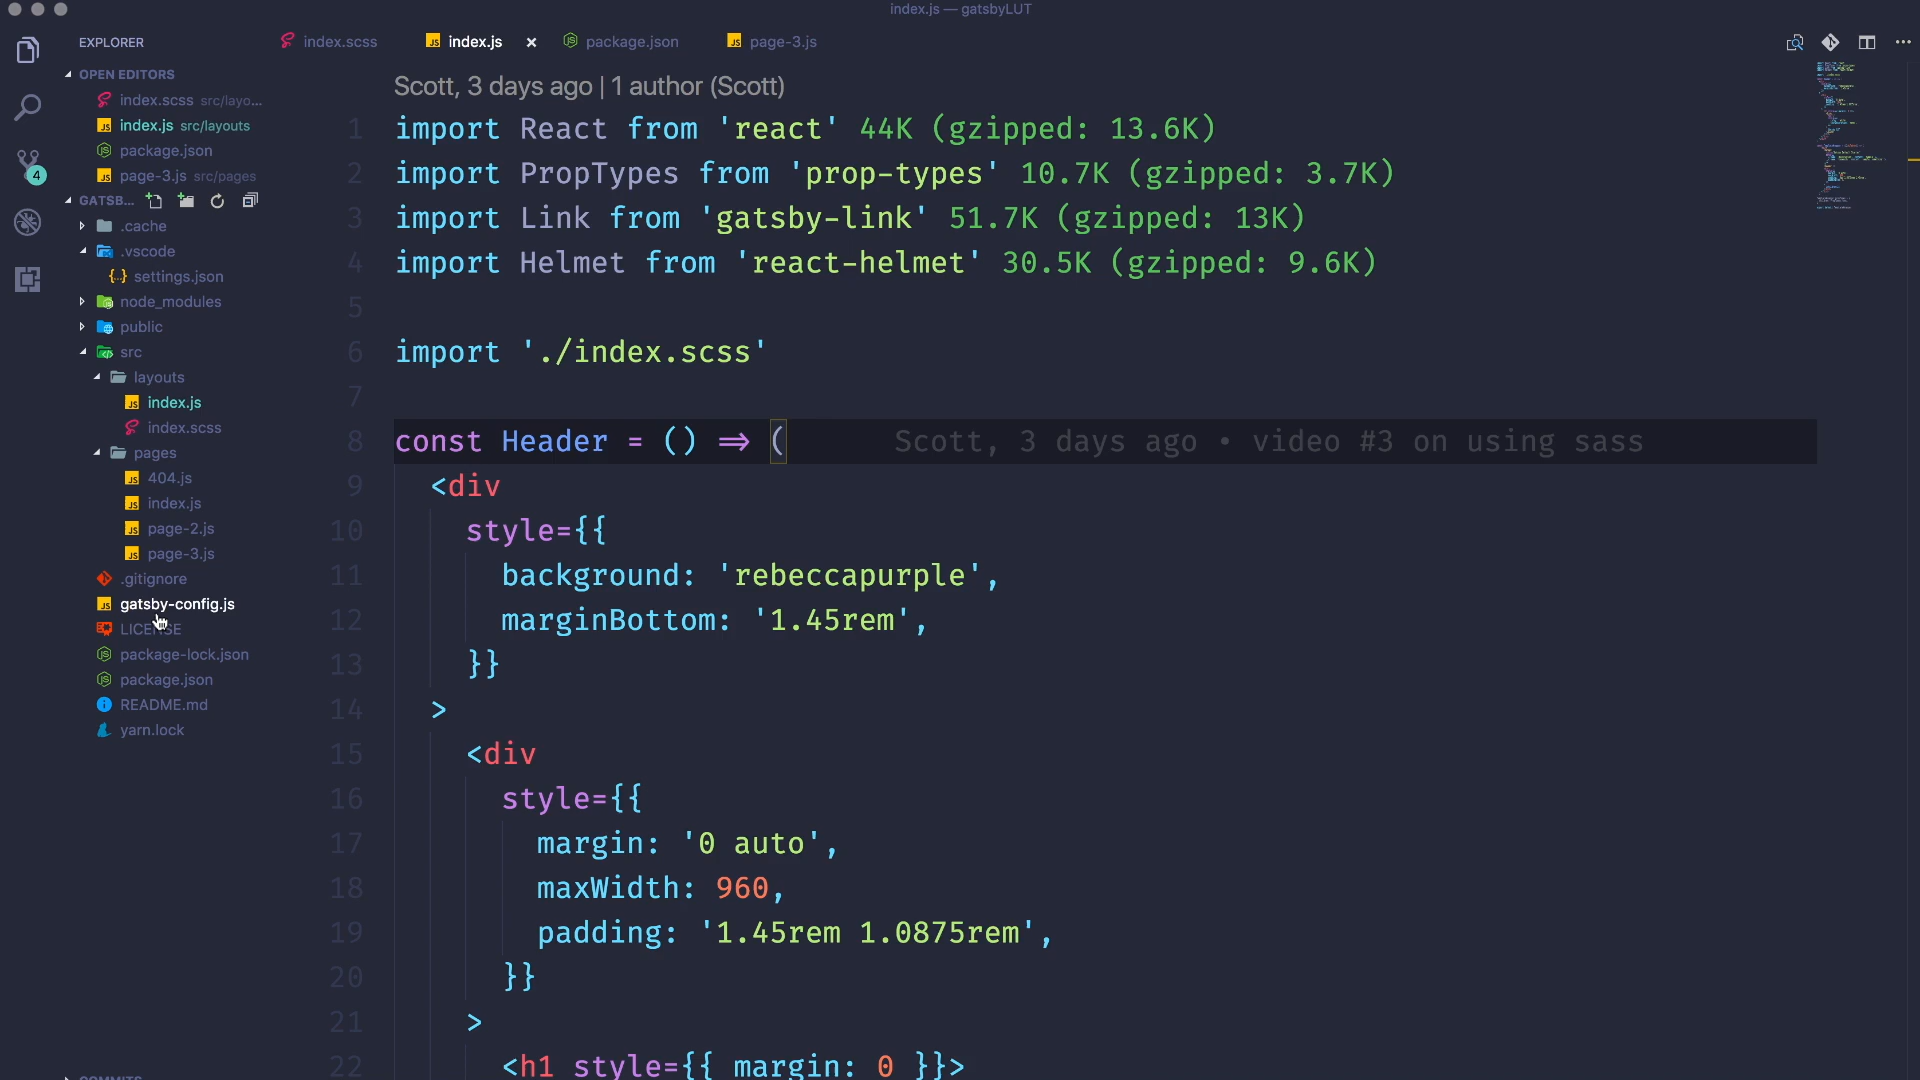 index.js — gatsbyLUT
EXPLORER
index.scss
index.js
package.json
page-3.js
OPEN EDITORS
index.scss src/layo...
index.js src/layouts
package.json
page-3.js src/pages
4
GATSB...
.cache
.vscode
settings.json
node_modules
public
src
layouts
index.js
index.scss
pages
404.js
index.js
page-2.js
page-3.js
.gitignore
gatsby-config.js
LICENSE
package-lock.json
package.json
README.md
yarn.lock
COMMITS
Scott, 3 days ago | 1 author (Scott)
1 import React from 'react' 44K (gzipped: 13.6K)
2 import PropTypes from 'prop-types' 10.7K (gzipped: 3.7K)
3 import Link from 'gatsby-link' 51.7K (gzipped: 13K)
4 import Helmet from 'react-helmet' 30.5K (gzipped: 9.6K)
5
6 import './index.scss'
7
8 const Header = () => ( Scott, 3 days ago • video #3 on using sass
9 <div
10 style={{
11 background: 'rebeccapurple',
12 marginBottom: '1.45rem',
13 }}
14 >
15 <div
16 style={{
17 margin: '0 auto',
18 maxWidth: 960,
19 padding: '1.45rem 1.0875rem',
20 }}
21 >
22 <h1 style={{ margin: 0 }}>